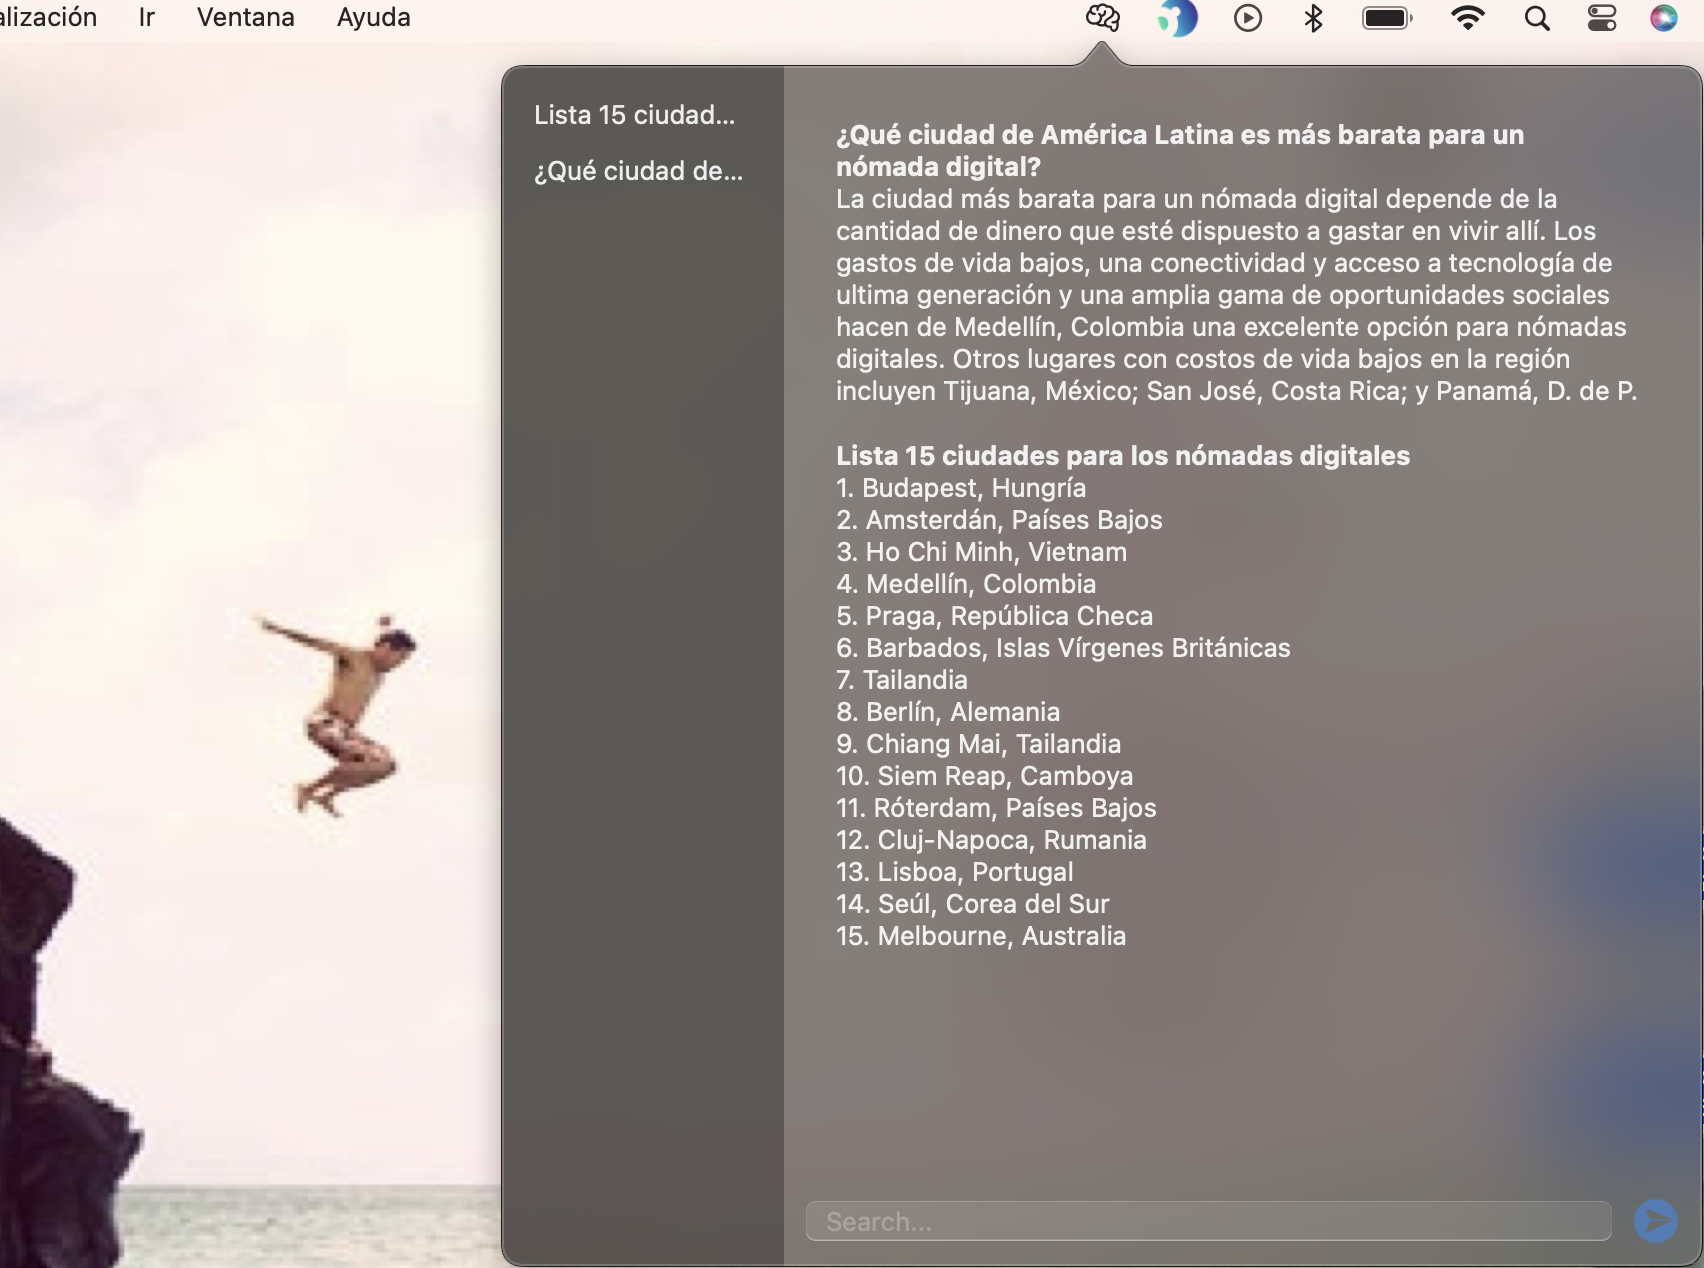 alización Ir Ventana Ayuda
Lista 15 ciudad...
¿Qué ciudad de...
¿Qué ciudad de América Latina es más barata para un
nómada digital?
La ciudad más barata para un nómada digital depende de la
cantidad de dinero que esté dispuesto a gastar en vivir allí. Los
gastos de vida bajos, una conectividad y acceso a tecnología de
ultima generación y una amplia gama de oportunidades sociales
hacen de Medellín, Colombia una excelente opción para nómadas
digitales. Otros lugares con costos de vida bajos en la región
incluyen Tijuana, México; San José, Costa Rica; y Panamá, D. de P.
Lista 15 ciudades para los nómadas digitales
1. Budapest, Hungría
2. Amsterdán, Países Bajos
3. Ho Chi Minh, Vietnam
4. Medellín, Colombia
5. Praga, República Checa
6. Barbados, Islas Vírgenes Británicas
7. Tailandia
8. Berlín, Alemania
9. Chiang Mai, Tailandia
10. Siem Reap, Camboya
11. Róterdam, Países Bajos
12. Cluj-Napoca, Rumania
13. Lisboa, Portugal
14. Seúl, Corea del Sur
15. Melbourne, Australia
Search...